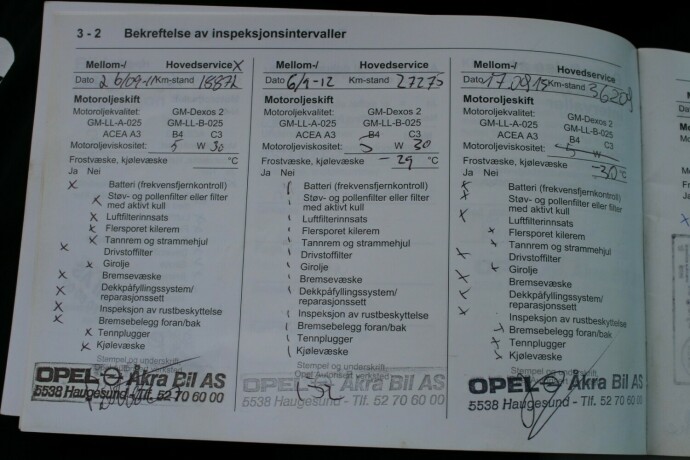 3 - 2 Bekreftelse av inspeksjonsintervaller
Mellom-/ Hovedservice X
Dato 26/09-11 Km-stand 18872
Motoroljeskift
Motoroljekvalitet: GM-Dexos 2
GM-LL-A-025 GM-LL-B-025
ACEA A3 B4 C3
Motoroljeviskositet: 5 W 30
Frostvæske, kjølevæske °C
Ja Nei
X Batteri (frekvensfjernkontroll)
Støv- og pollenfilter eller filter
med aktivt kull
X Luftfilterinnsats
X Flersporet kilerem
X Tannrem og strammehjul
X Drivstoffilter
X Girolje
X Bremsevæske
X Dekkpåfyllingssystem/
reparasjonssett
X Inspeksjon av rustbeskyttelse
X Bremsebelegg foran/bak
X Tennplugger
X Kjølevæske
Stempel og underskrift,
OPEL Åkra Bil AS
5538 Haugesund - Tlf. 52 70 60 00
Mellom-/ Hovedservice
Dato 6/9-12 Km-stand 27275
Motoroljeskift
Motoroljekvalitet: GM-Dexos 2
GM-LL-A-025 GM-LL-B-025
ACEA A3 B4 C3
Motoroljeviskositet: 5 W 30
Frostvæske, kjølevæske -29 °C
Ja Nei
Batteri (frekvensfjernkontroll)
Støv- og pollenfilter eller filter
med aktivt kull
Luftfilterinnsats
Flersporet kilerem
Tannrem og strammehjul
Drivstoffilter
Girolje
Bremsevæske
Dekkpåfyllingssystem/
reparasjonssett
Inspeksjon av rustbeskyttelse
Bremsebelegg foran/bak
Tennplugger
Kjølevæske
Stempel og underskrift,
OPEL Åkra Bil AS
5538 Haugesund - Tlf. 52 70 60 00
Mellom-/ Hovedservice
Dato 17.0815 Km-stand 36209
Motoroljeskift
Motoroljekvalitet: GM-Dexos 2
GM-LL-A-025 GM-LL-B-025
ACEA A3 B4 C3
Motoroljeviskositet: 5 W
Frostvæske, kjølevæske -30 °C
Ja Nei
X Batteri (frekvensfjernkontroll)
X Støv- og pollenfilter eller filter
med aktivt kull
X Luftfilterinnsats
X Flersporet kilerem
X Tannrem og strammehjul
X Drivstoffilter
X Girolje
X Bremsevæske
X Dekkpåfyllingssystem/
reparasjonssett
X Inspeksjon av rustbeskyttelse
Bremsebelegg foran/bak
X Tennplugger
X Kjølevæske
Stempel og underskrift,
OPEL Åkra Bil AS
5538 Haugesund - Tlf. 52 70 60 00